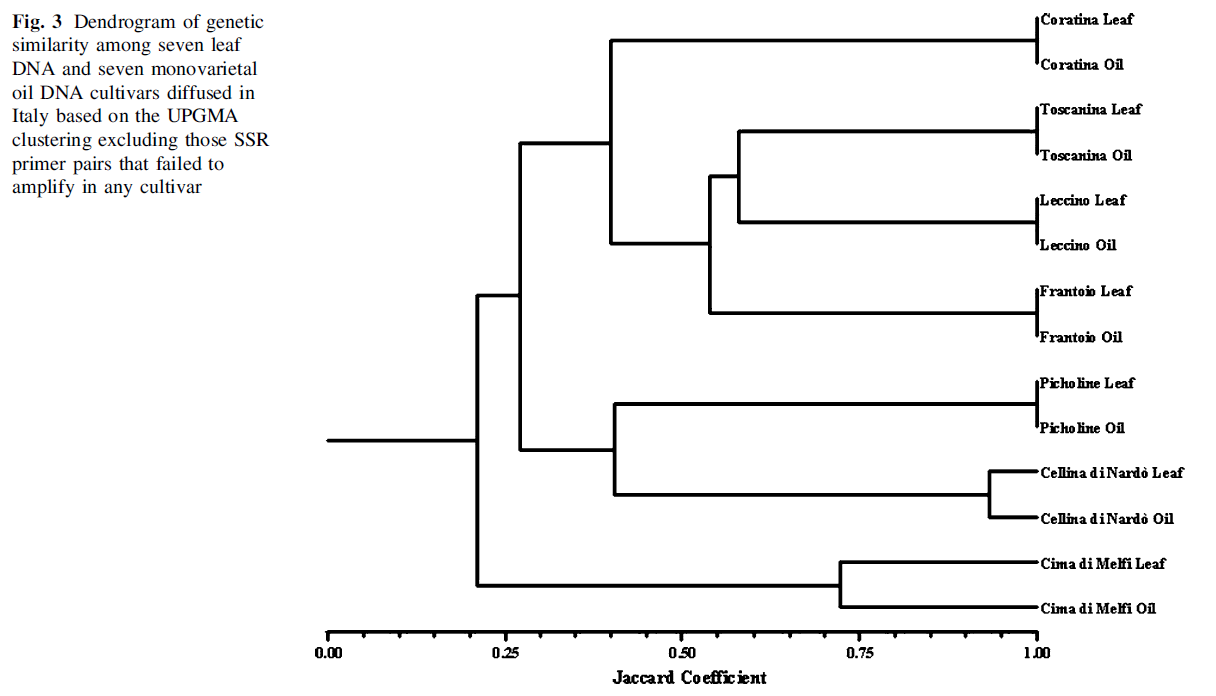 Fig. 3 Dendrogram of genetic
similarity among seven leaf
DNA and seven monovarietal
oil DNA cultivars diffused in
Italy based on the UPGMA
clustering excluding those SSR
primer pairs that failed to
amplify in any cultivar
Coratina Leaf
Coratina Oil
Toscanina Leaf
Toscanina Oil
Leccino Leaf
Leccino Oil
Frantoio Leaf
Frantoio Oil
Picholine Leaf
Picholine Oil
Cellina di Nardò Leaf
Cellina di Nardò Oil
Cima di Melfi Leaf
Cima di Melfi Oil
0.00 0.25 0.50 0.75 1.00
Jaccard Coefficient